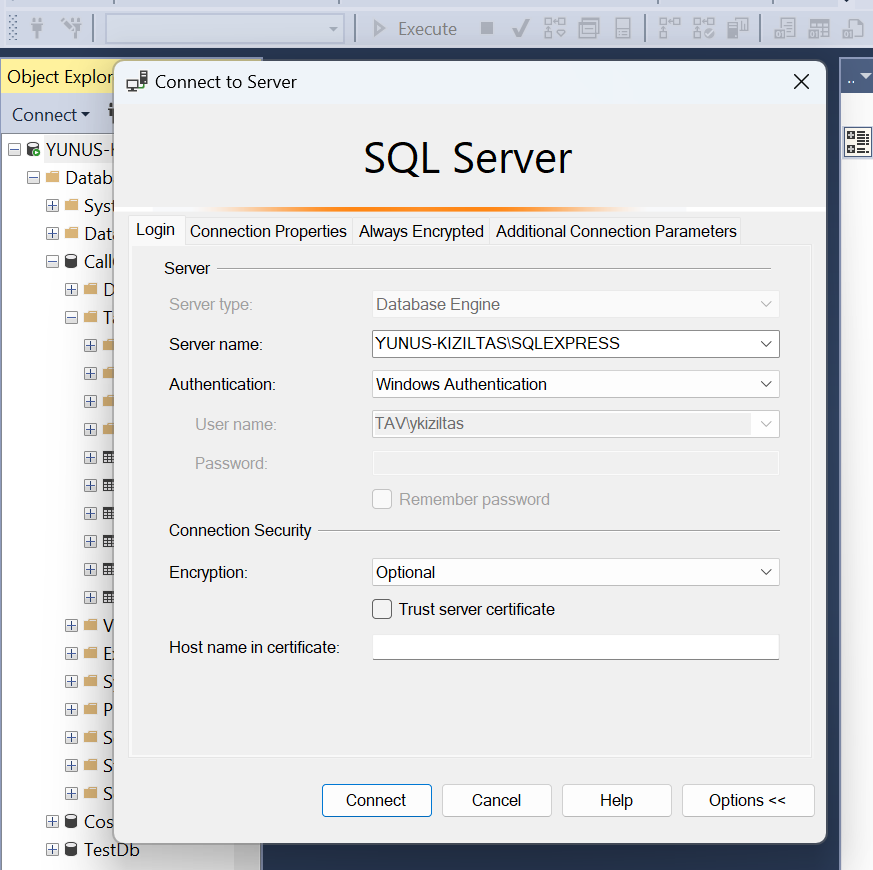 Execute
Object Explor
Connect
Connect to Server
YUNUS-
Datab
Syst
Data
Call
SQL Server
Login
Connection Properties
Always Encrypted
Additional Connection Parameters
Server
Server type:
Database Engine
Server name:
YUNUS-KIZILTAS\SQLEXPRESS
Authentication:
Windows Authentication
User name:
TAV\ykiziltas
Password:
Remember password
Connection Security
Encryption:
Optional
Trust server certificate
Host name in certificate:
Connect
Cancel
Help
Options <<
D
Ta
V
E
S
P
S
S
S
Cos
TestDb